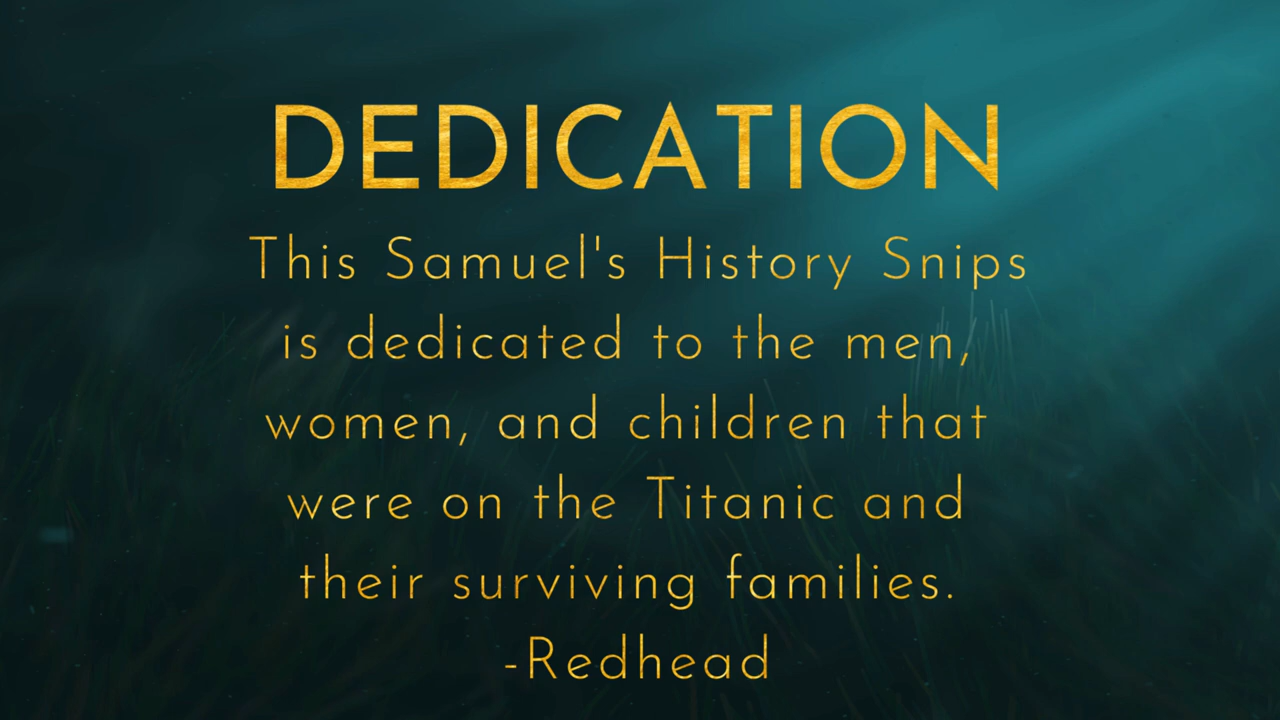 DEDICATION
This Samuel's History Snips
is dedicated to the men,
women, and children that
were on the Titanic and
their surviving families.
-Redhead